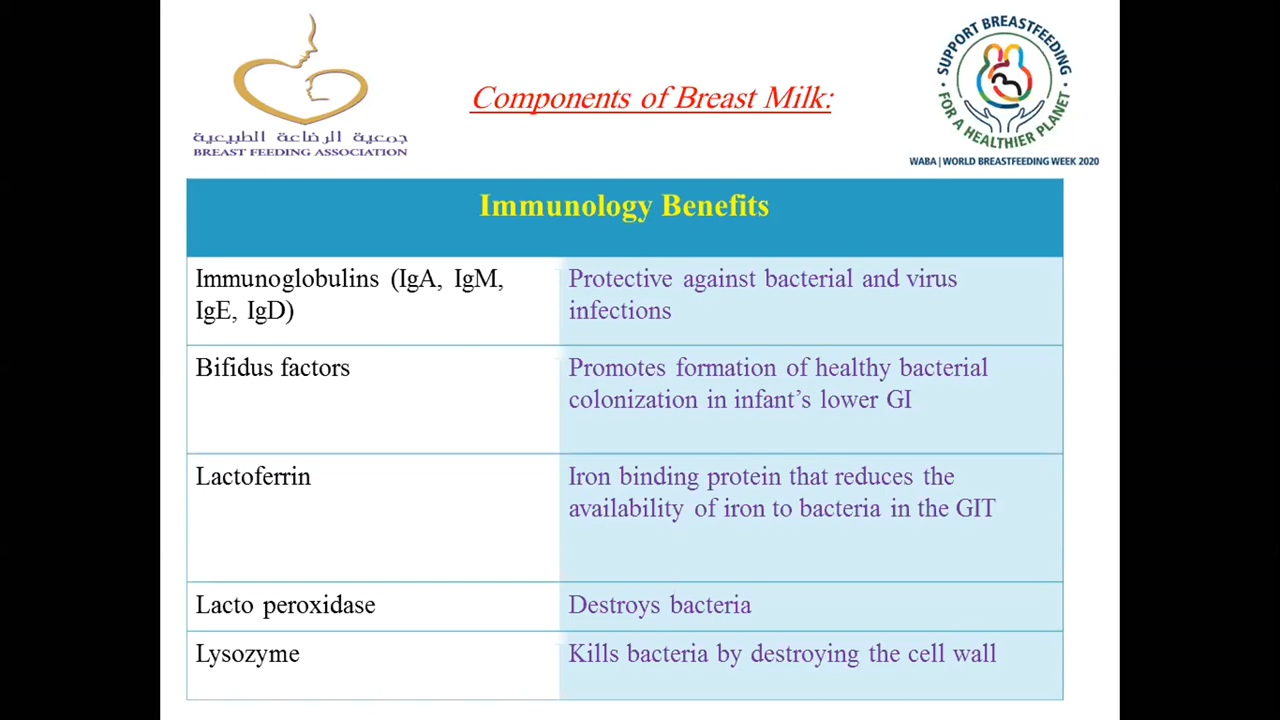 جمعية الرضاعة الطبيعية
BREAST FEEDING ASSOCIATION
Components of Breast Milk:
· SUPPORT BREASTFEEDING ·
FOR A HEALTHIER PLANET
WABA | WORLD BREASTFEEDING WEEK 2020
Immunology Benefits
Immunoglobulins (IgA, IgM,
IgE, IgD)
Protective against bacterial and virus
infections
Bifidus factors
Promotes formation of healthy bacterial
colonization in infant’s lower GI
Lactoferrin
Iron binding protein that reduces the
availability of iron to bacteria in the GIT
Lacto peroxidase
Destroys bacteria
Lysozyme
Kills bacteria by destroying the cell wall